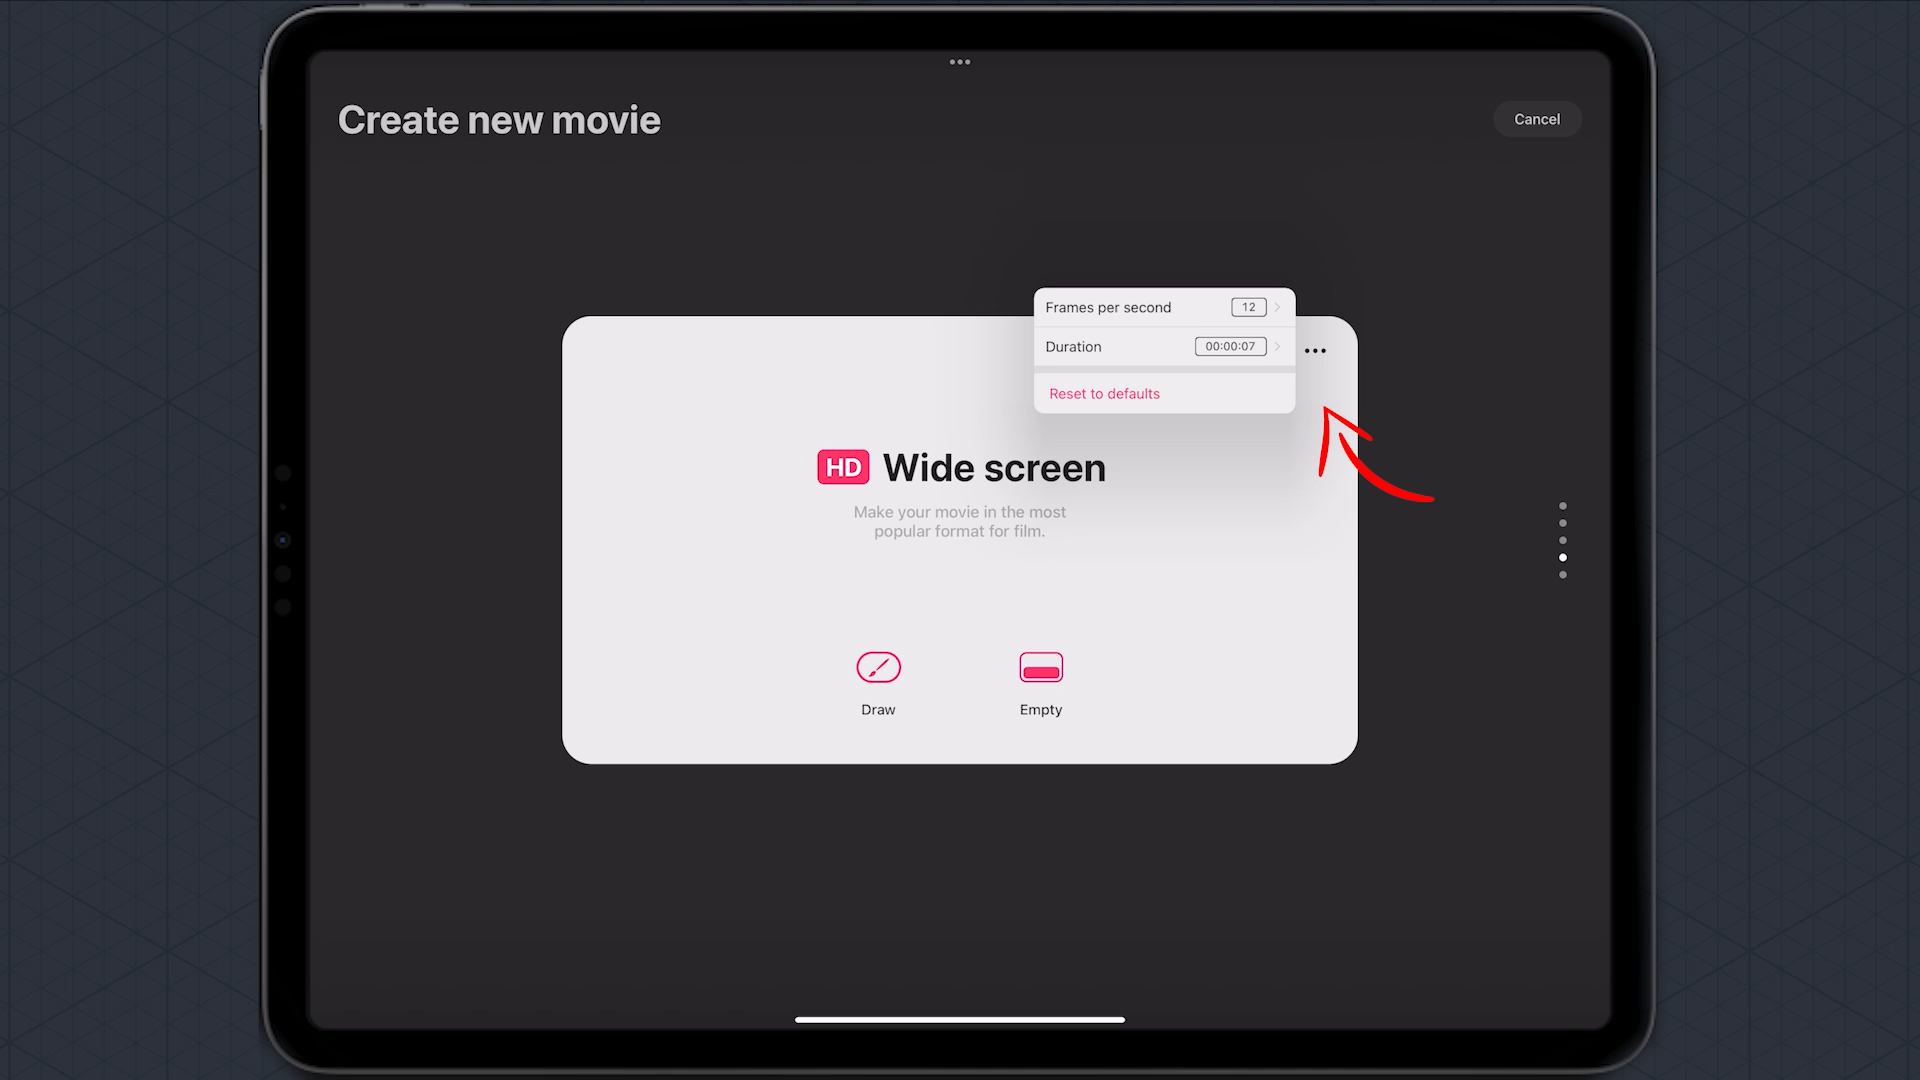 Create new movie
Cancel
Frames per second 12
Duration 00:00:07
Reset to defaults
HD Wide screen
Make your movie in the most
popular format for film.
Draw Empty